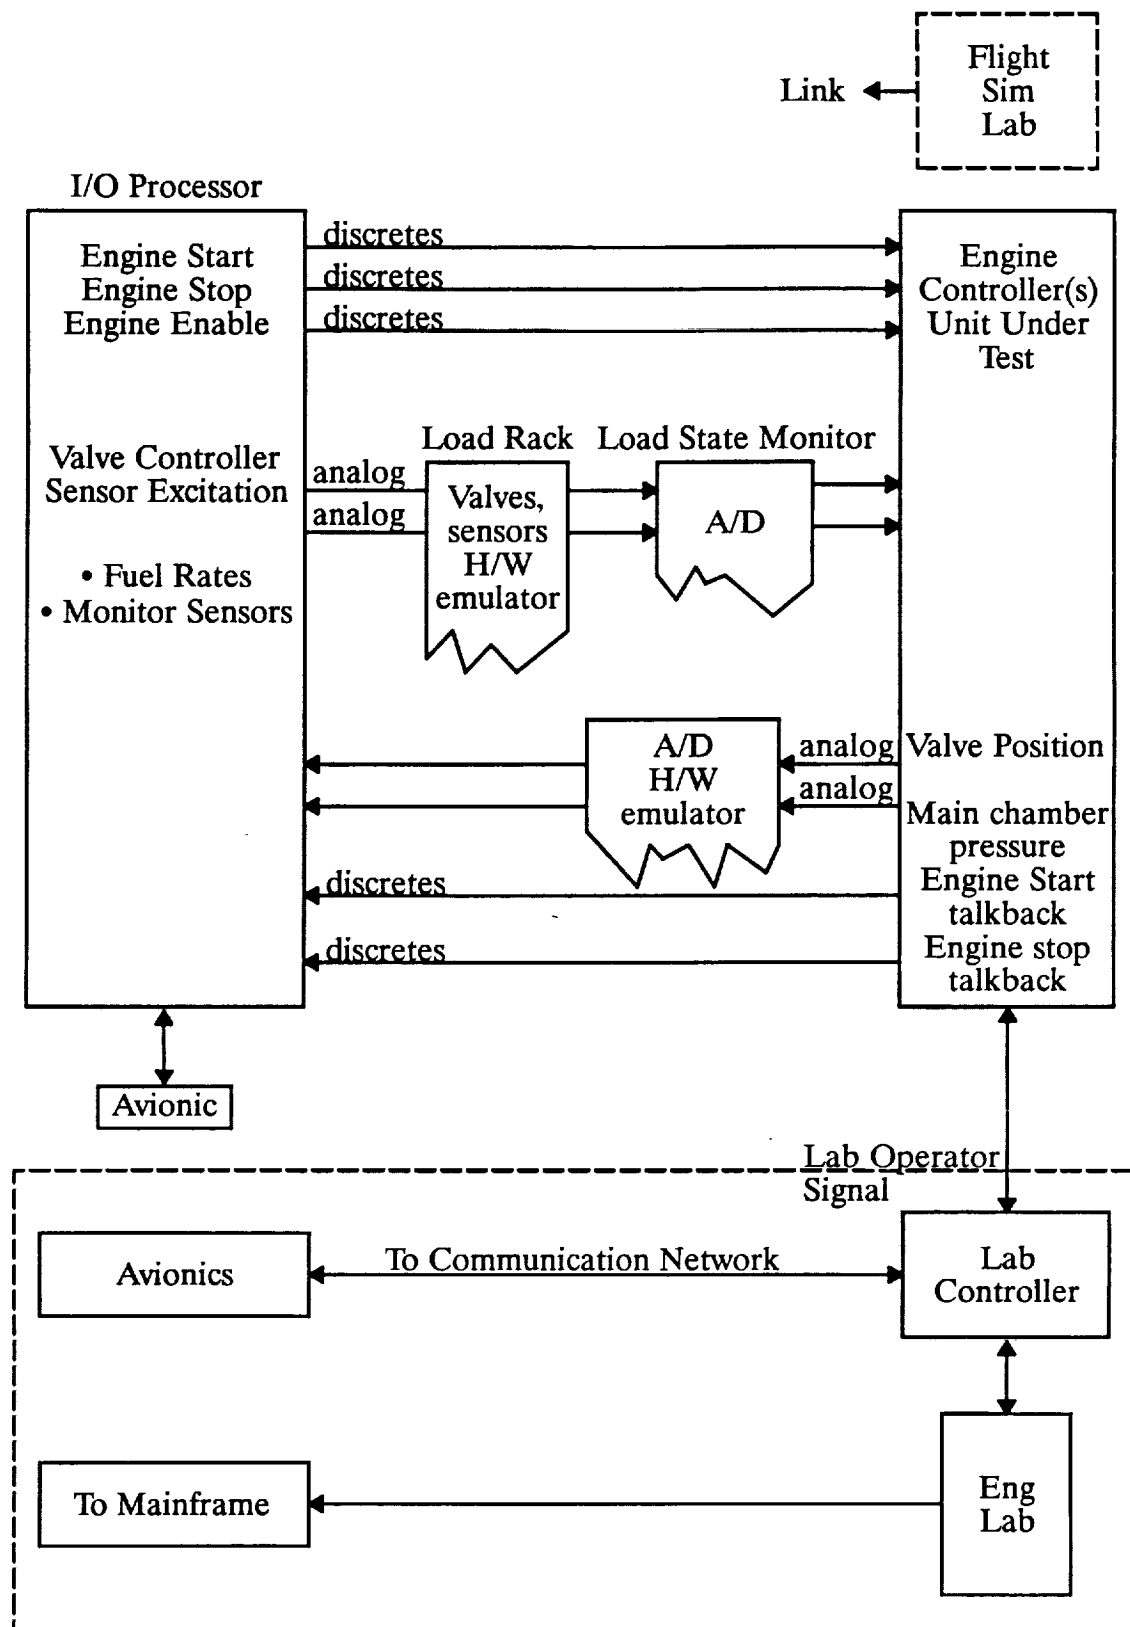 Flight
Sim
Lab
Link
I/O Processor
Engine Start
Engine Stop
Engine Enable
discretes
discretes
discretes
Engine
Controller(s)
Unit Under
Test
Valve Controller
Sensor Excitation
• Fuel Rates
• Monitor Sensors
analog
analog
Load Rack
Valves,
sensors
H/W
emulator
Load State Monitor
A/D
A/D
H/W
emulator
analog
analog
Valve Position
Main chamber
pressure
Engine Start
talkback
Engine stop
talkback
discretes
discretes
Avionic
Lab Operator
Signal
Avionics
To Communication Network
Lab
Controller
To Mainframe
Eng
Lab